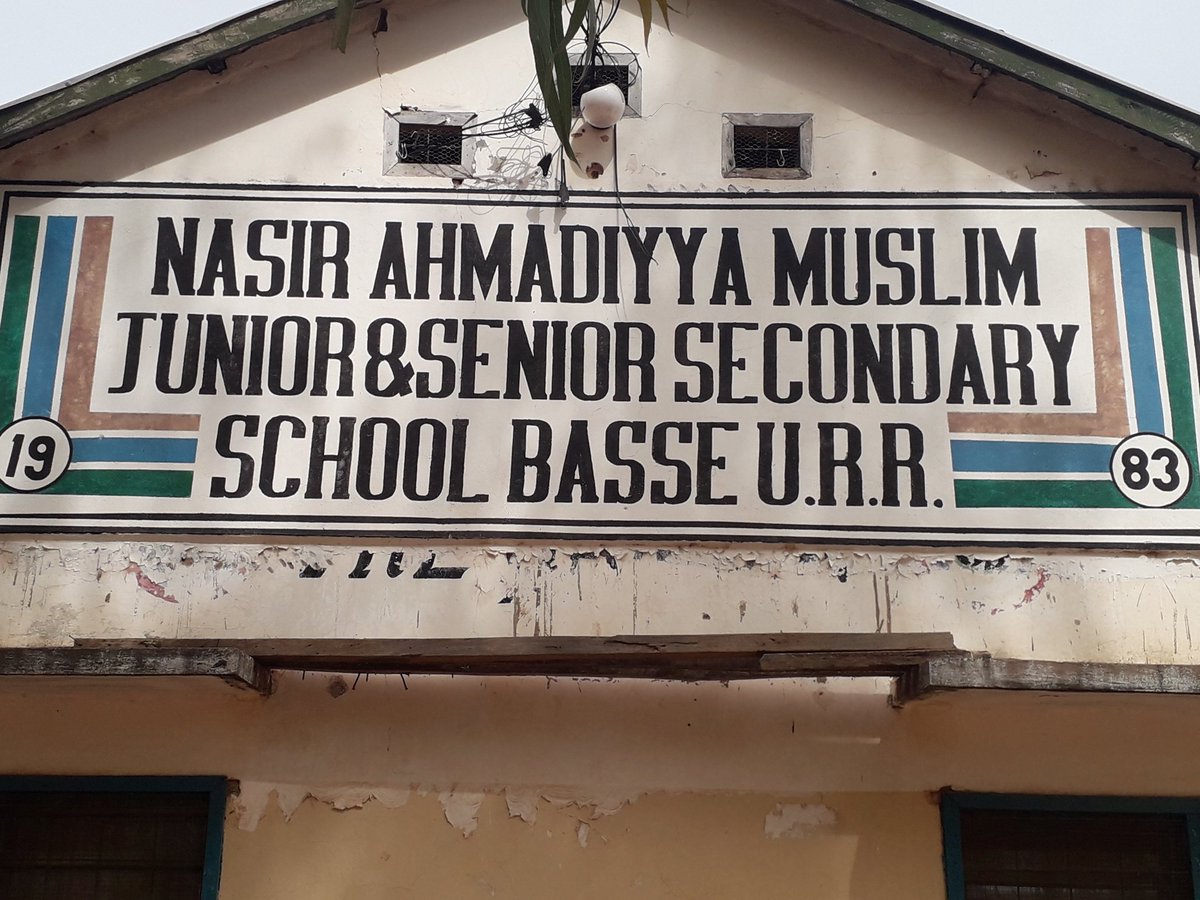 NASIR AHMADIYYA MUSLIM
JUNIOR & SENIOR SECONDARY
SCHOOL BASSE U.R.R.
19
83